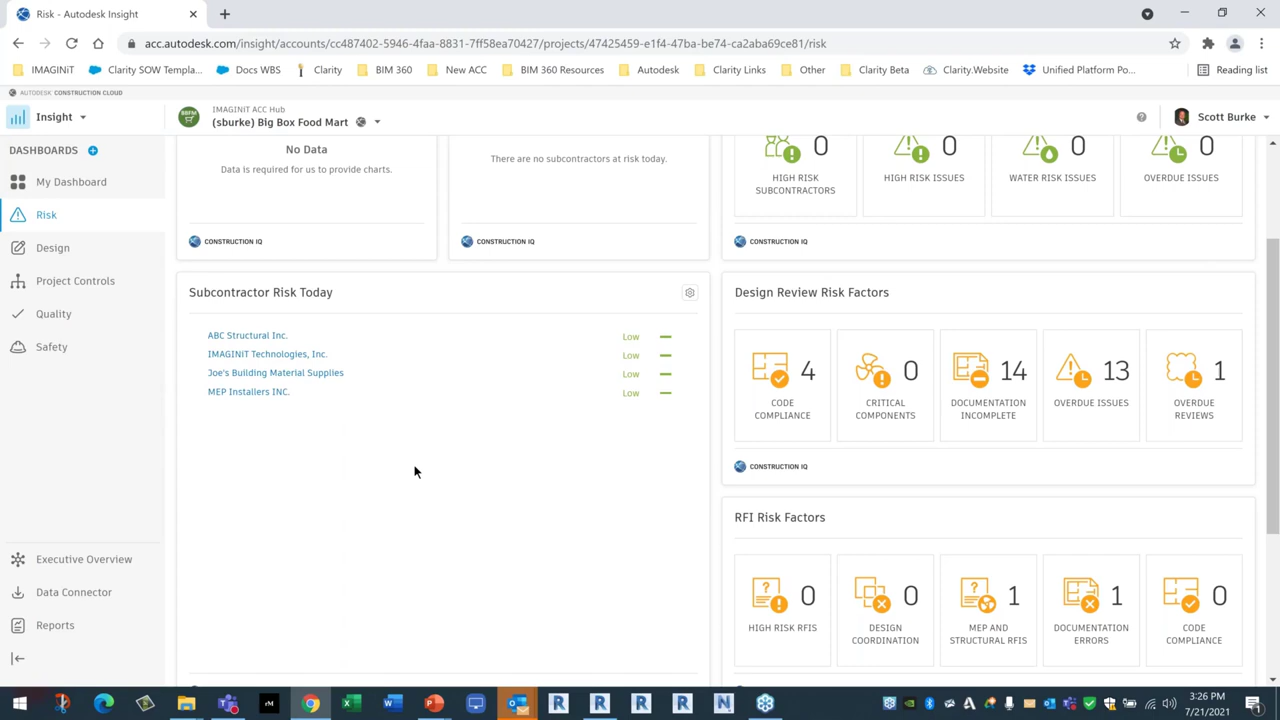 Risk - Autodesk Insight
acc.autodesk.com/insight/accounts/cc487402-5946-4faa-8831-7ff58ea70427/projects/47425459-e1f4-47ba-be74-ca2aba69ce81/risk
IMAGINiT
Clarity SOW Templa...
Docs WBS
Clarity
BIM 360
New ACC
BIM 360 Resources
Autodesk
Clarity Links
Other
Clarity Beta
Clarity.Website
Unified Platform Po...
Reading list
AUTODESK CONSTRUCTION CLOUD
Insight
BBFM
IMAGINiT ACC Hub
(sburke) Big Box Food Mart
Scott Burke
DASHBOARDS
My Dashboard
Risk
Design
Project Controls
Quality
Safety
Executive Overview
Data Connector
Reports
No Data
Data is required for us to provide charts.
CONSTRUCTION IQ
There are no subcontractors at risk today.
CONSTRUCTION IQ
0
HIGH RISK
SUBCONTRACTORS
0
HIGH RISK ISSUES
0
WATER RISK ISSUES
0
OVERDUE ISSUES
CONSTRUCTION IQ
Subcontractor Risk Today
ABC Structural Inc. Low
IMAGINiT Technologies, Inc. Low
Joe's Building Material Supplies Low
MEP Installers INC. Low
Design Review Risk Factors
4
CODE
COMPLIANCE
0
CRITICAL
COMPONENTS
14
DOCUMENTATION
INCOMPLETE
13
OVERDUE ISSUES
1
OVERDUE
REVIEWS
CONSTRUCTION IQ
RFI Risk Factors
0
HIGH RISK RFIS
0
DESIGN
COORDINATION
1
MEP AND
STRUCTURAL RFIS
1
DOCUMENTATION
ERRORS
0
CODE
COMPLIANCE
3:26 PM
7/21/2021